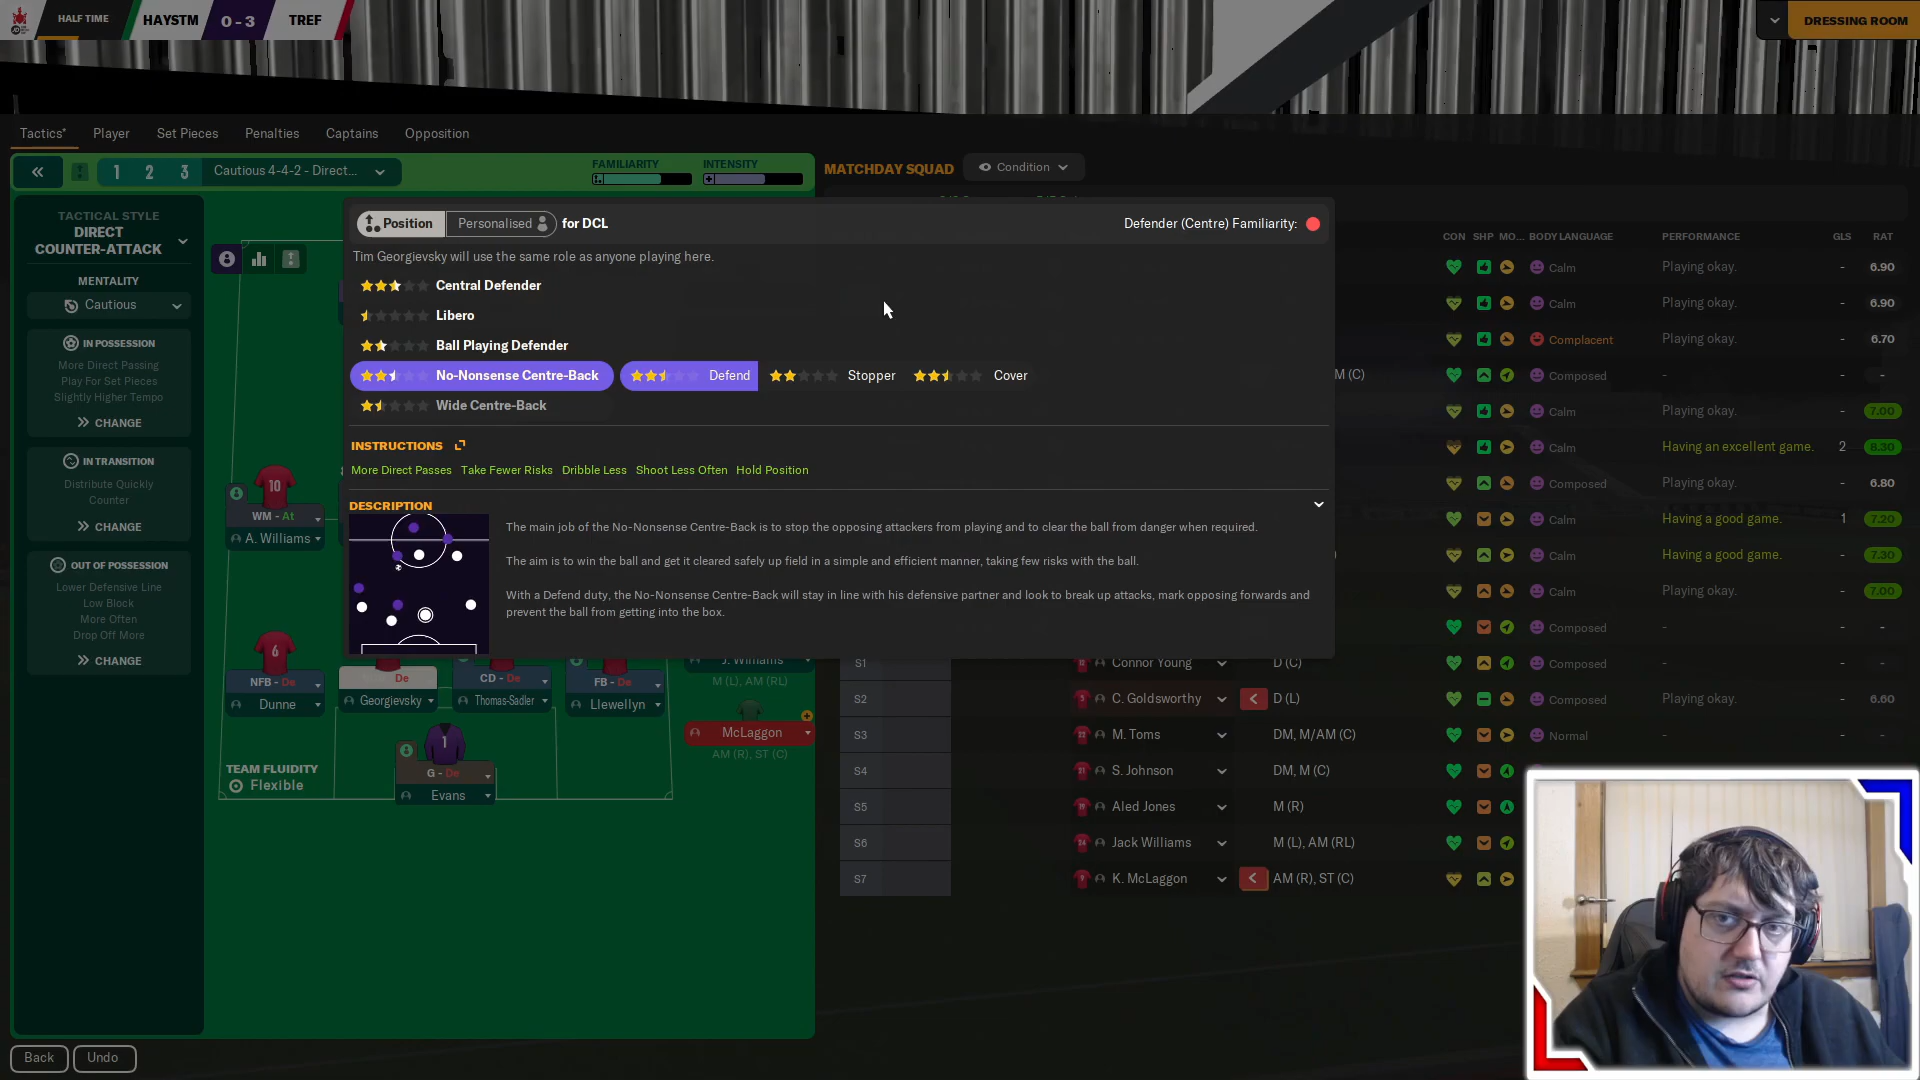 HALF TIME HAYSTM 0 - 3 TREF DRESSING ROOM
Tactics* Player Set Pieces Penalties Captains Opposition
1 2 3 Cautious 4-4-2 - Direct... FAMILIARITY INTENSITY
MATCHDAY SQUAD Condition
TACTICAL STYLE
DIRECT
COUNTER-ATTACK
MENTALITY
Cautious
IN POSSESSION
More Direct Passing
Play For Set Pieces
Slightly Higher Tempo
CHANGE
IN TRANSITION
Distribute Quickly
Counter
CHANGE
OUT OF POSSESSION
Lower Defensive Line
Low Block
More Often
Drop Off More
CHANGE
10
WM - At
A. Williams
6
NFB - De
Dunne
De
Georgievsky
CD - De
Thomas-Sadler
FB - De
Llewellyn
1
G - De
Evans
TEAM FLUIDITY
Flexible
J. Williams
M (L), AM (RL)
McLaggon
AM (R), ST (C)
Position Personalised for DCL Defender (Centre) Familiarity:
Tim Georgievsky will use the same role as anyone playing here.
Central Defender
Libero
Ball Playing Defender
No-Nonsense Centre-Back Defend Stopper Cover
Wide Centre-Back
INSTRUCTIONS
More Direct Passes Take Fewer Risks Dribble Less Shoot Less Often Hold Position
DESCRIPTION
The main job of the No-Nonsense Centre-Back is to stop the opposing attackers from playing and to clear the ball from danger when required.
The aim is to win the ball and get it cleared safely up field in a simple and efficient manner, taking few risks with the ball.
With a Defend duty, the No-Nonsense Centre-Back will stay in line with his defensive partner and look to break up attacks, mark opposing forwards and
prevent the ball from getting into the box.
CON SHP MO... BODY LANGUAGE PERFORMANCE GLS RAT
Calm Playing okay. - 6.90
Calm Playing okay. - 6.90
Complacent Playing okay. - 6.70
M (C) Composed - - -
Calm Playing okay. - 7.00
Calm Having an excellent game. 2 8.30
Composed Playing okay. - 6.80
Calm Having a good game. 1 7.20
Calm Having a good game. - 7.30
Calm Playing okay. - 7.00
Composed - - -
S1 Connor Young D (C) Composed - - -
S2 C. Goldsworthy D (L) Composed Playing okay. - 6.60
S3 M. Toms DM, M/AM (C) Normal - - -
S4 S. Johnson DM, M (C)
S5 Aled Jones M (R)
S6 Jack Williams M (L), AM (RL)
S7 K. McLaggon AM (R), ST (C)
Back Undo